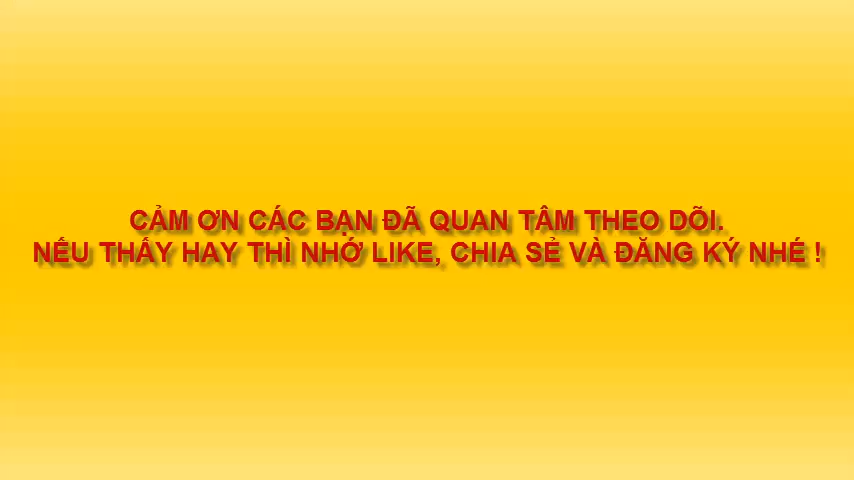 CẢM ƠN CÁC BẠN ĐÃ QUAN TÂM THEO DÕI.
NẾU THẤY HAY THÌ NHỚ LIKE, CHIA SẺ VÀ ĐĂNG KÝ NHÉ !